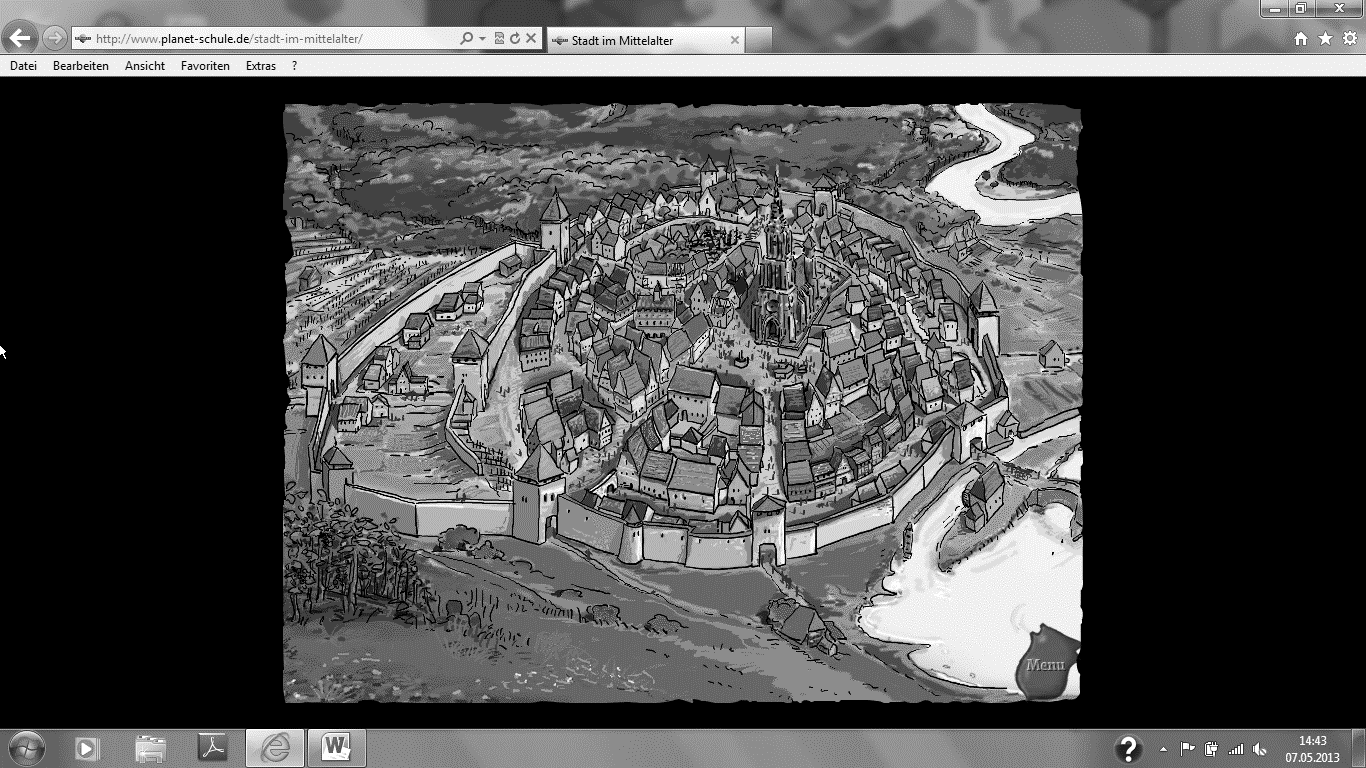 http://www.planet-schule.de/stadt-im-mittelalter/
Stadt im Mittelalter
Datei Bearbeiten Ansicht Favoriten Extras ?
Menu
14:43
07.05.2013